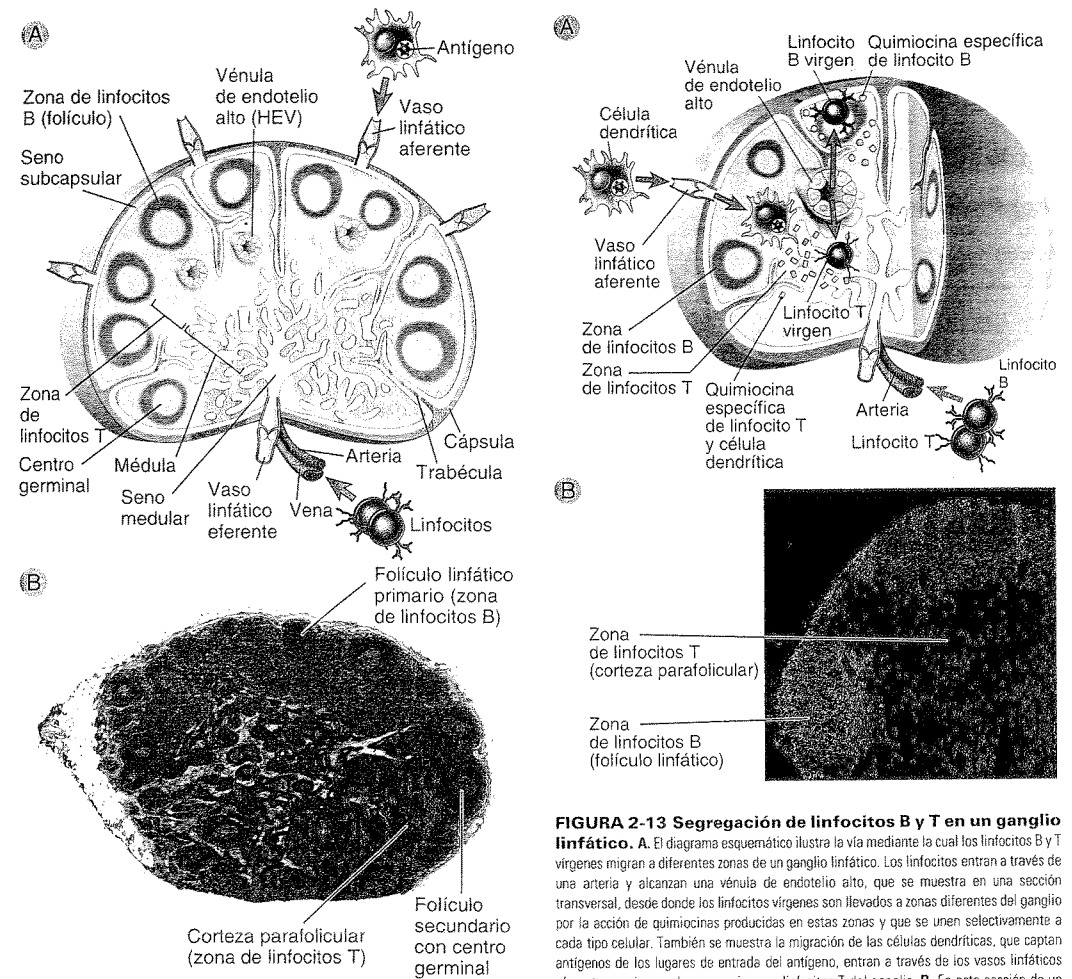 A
Antígeno
Vénula
de endotelio
alto (HEV)
Zona de linfocitos
B (folículo)
Vaso
linfático
aferente
Seno
subcapsular
Zona
de
linfocitos T
Centro
germinal
Médula
Seno
medular
Vaso
linfático
eferente
Vena
Arteria
Cápsula
Trabécula
Linfocitos
B
Folículo linfático
primario (zona
de linfocitos B)
Corteza parafolicular
(zona de linfocitos T)
Folículo
secundario
con centro
germinal
A
Linfocito
B virgen
Quimiocina específica
de linfocito B
Vénula
de endotelio
alto
Célula
dendrítica
Vaso
linfático
aferente
Zona
de linfocitos B
Zona
de linfocitos T
Linfocito T
virgen
Quimiocina
específica
de linfocito T
y célula
dendrítica
Arteria
Linfocito
B
Linfocito T
B
Zona
de linfocitos T
(corteza parafolicular)
Zona
de linfocitos B
(folículo linfático)
FIGURA 2-13 Segregación de linfocitos B y T en un ganglio
linfático. A. El diagrama esquemático ilustra la vía mediante la cual los linfocitos B y T
vírgenes migran a diferentes zonas de un ganglio linfático. Los linfocitos entran a través de
una arteria y alcanzan una vénula de endotelio alto, que se muestra en una sección
transversal, desde donde los linfocitos vírgenes son llevados a zonas diferentes del ganglio
por la acción de quimiocinas producidas en estas zonas y que se unen selectivamente a
cada tipo celular. También se muestra la migración de las células dendríticas, que captan
antígenos de los lugares de entrada del antígeno, entran a través de los vasos linfáticos